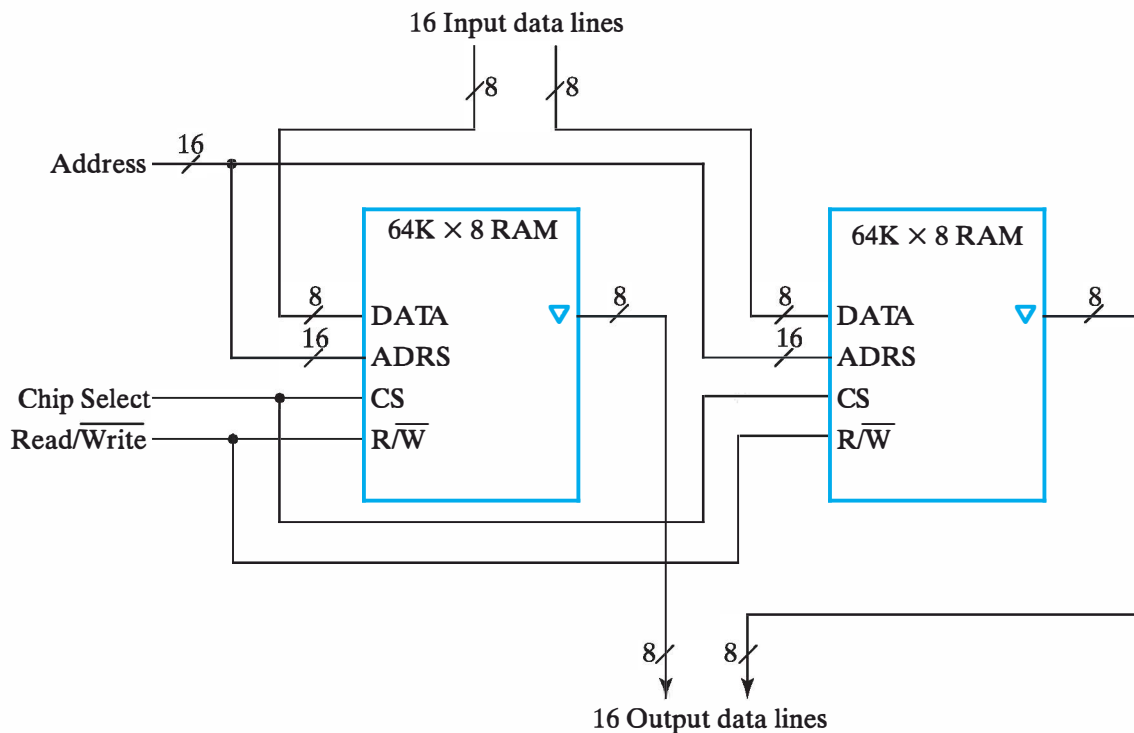 16 Input data lines
8
8
16
Address
64K × 8 RAM
64K × 8 RAM
8
DATA
8
8
DATA
8
16
ADRS
16
ADRS
Chip Select
CS
CS
Read/W̅r̅i̅t̅e̅
R/W̅
R/W̅
8
8
16 Output data lines